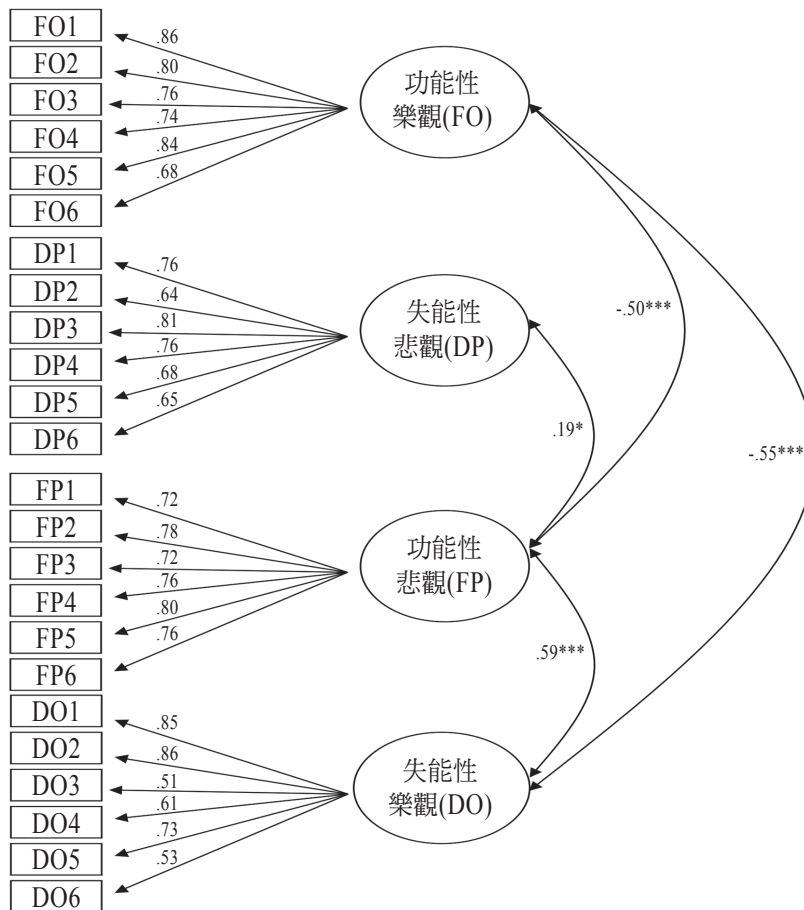 FO1
FO2
FO3
FO4
FO5
FO6
.86
.80
.76
.74
.84
.68
功能性
樂觀(FO)
DP1
DP2
DP3
DP4
DP5
DP6
.76
.64
.81
.76
.68
.65
失能性
悲觀(DP)
-.50***
.19*
-.55***
FP1
FP2
FP3
FP4
FP5
FP6
.72
.78
.72
.76
.80
.76
功能性
悲觀(FP)
.59***
DO1
DO2
DO3
DO4
DO5
DO6
.85
.86
.51
.61
.73
.53
失能性
樂觀(DO)